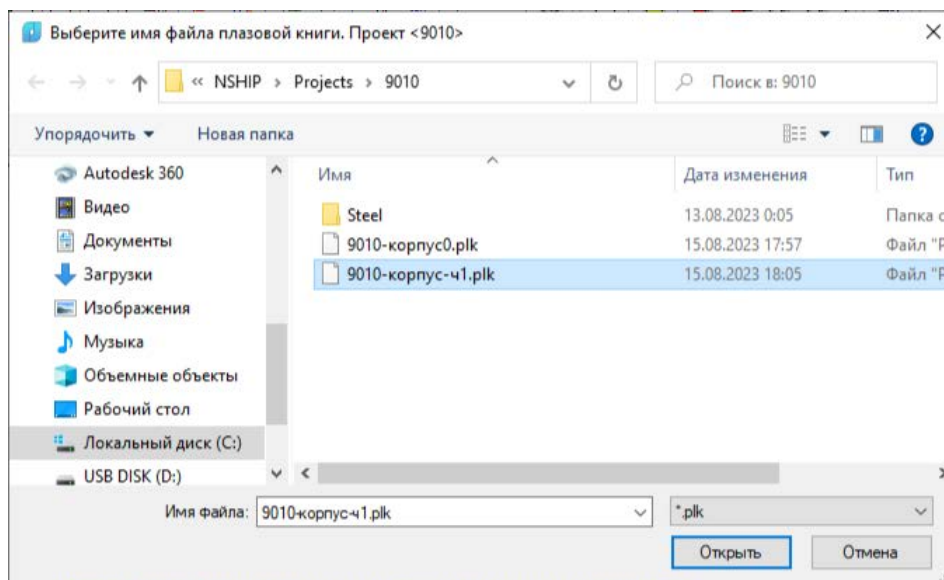 Выберите имя файла плазовой книги. Проект <9010>
« NSHIP › Projects › 9010
Поиск в: 9010
Упорядочить
Новая папка
Имя
Дата изменения
Тип
Autodesk 360
Видео
Документы
Загрузки
Изображения
Музыка
Объемные объекты
Рабочий стол
Локальный диск (C:)
USB DISK (D:)
Steel 13.08.2023 0:05 Папка с
9010-корпус0.plk 15.08.2023 17:57 Файл "P
9010-корпус-ч1.plk 15.08.2023 18:05 Файл "P
Имя файла: 9010-корпус-ч1.plk
*.plk
Открыть
Отмена